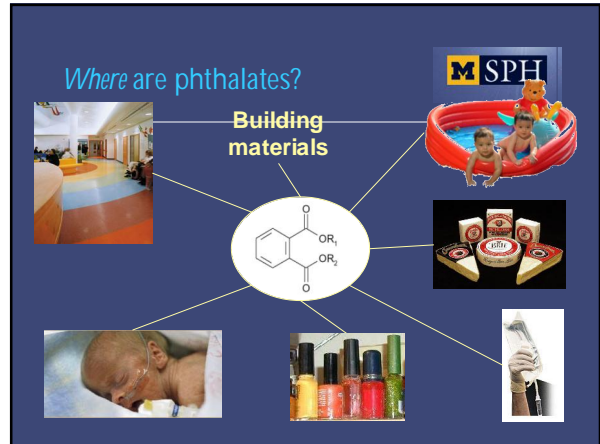 Where are phthalates?
M SPH
Building
materials
O
OR₁
OR₂
O